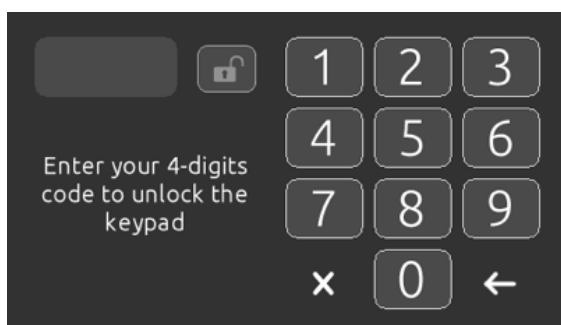 1 2 3
4 5 6
Enter your 4-digits
code to unlock the
keypad
7 8 9
x 0 ←